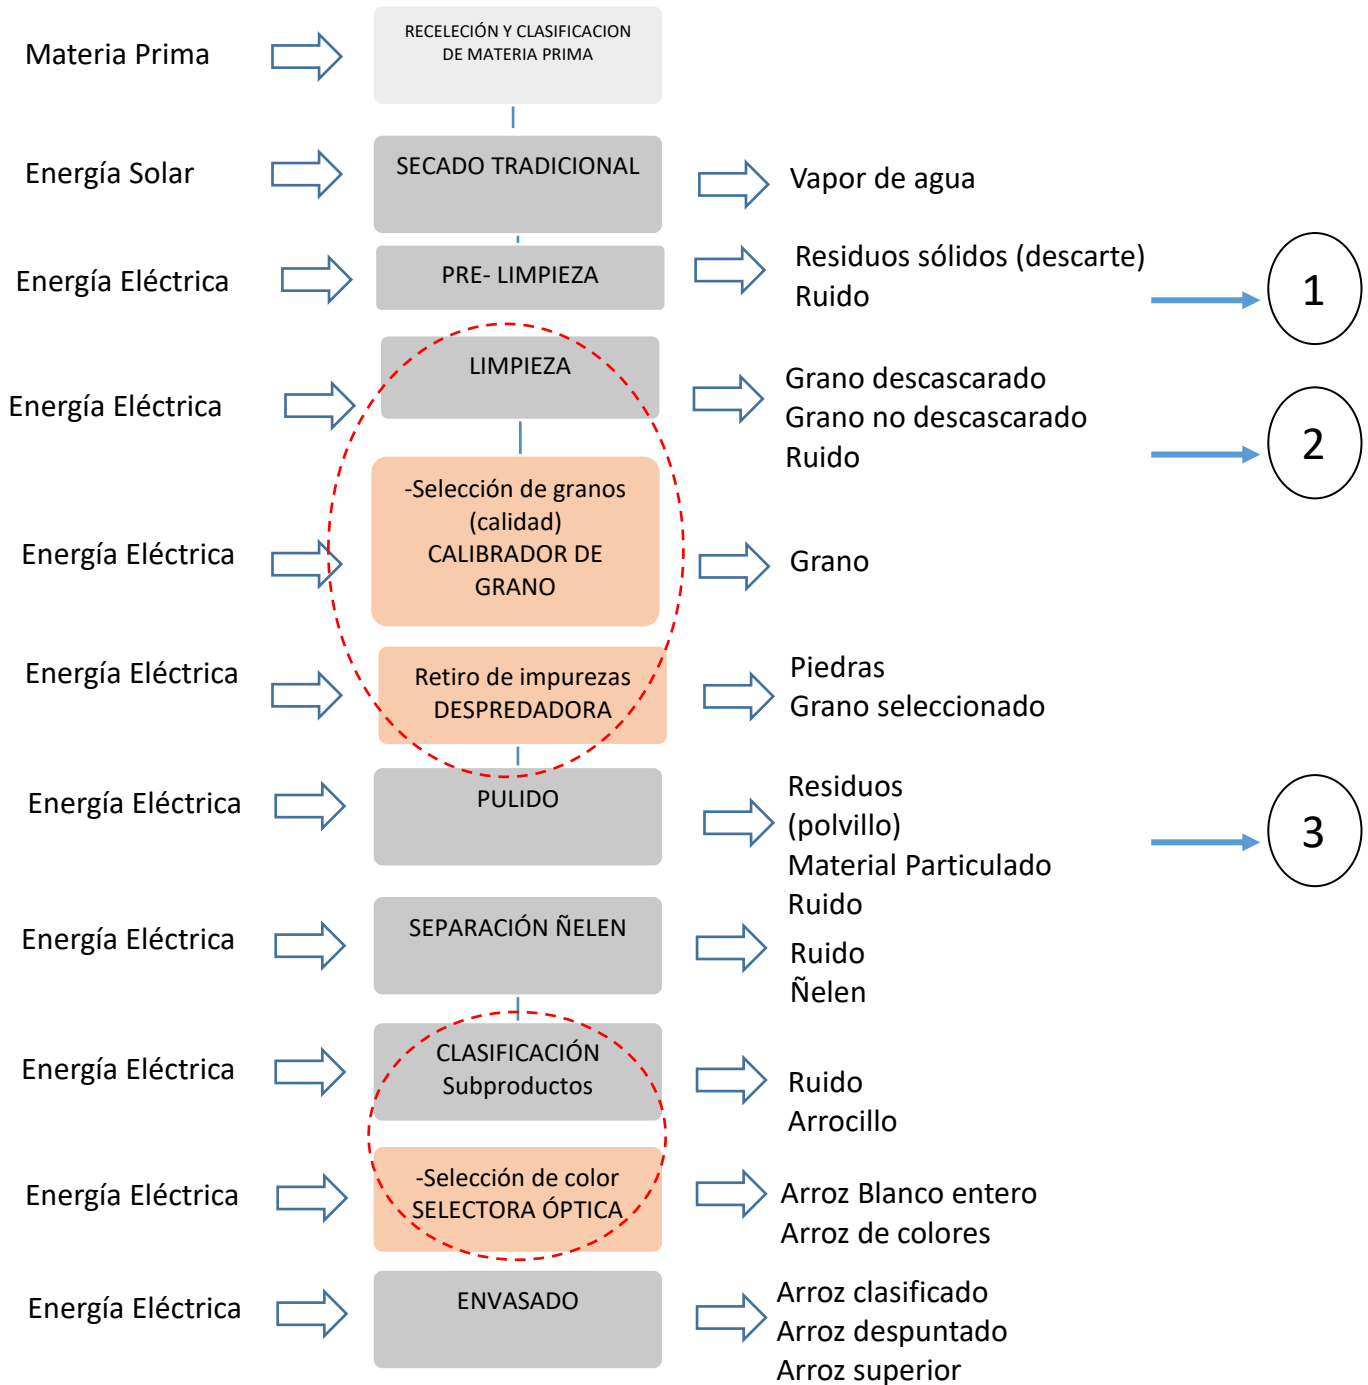 Materia Prima
RECELECIÓN Y CLASIFICACION
DE MATERIA PRIMA
Energía Solar
SECADO TRADICIONAL
Vapor de agua
Energía Eléctrica
PRE- LIMPIEZA
Residuos sólidos (descarte)
Ruido
1
Energía Eléctrica
LIMPIEZA
Grano descascarado
Grano no descascarado
Ruido
2
Energía Eléctrica
-Selección de granos
(calidad)
CALIBRADOR DE
GRANO
Grano
Energía Eléctrica
Retiro de impurezas
DESPREDADORA
Piedras
Grano seleccionado
Energía Eléctrica
PULIDO
Residuos
(polvillo)
Material Particulado
Ruido
3
Energía Eléctrica
SEPARACIÓN ÑELEN
Ruido
Ñelen
Energía Eléctrica
CLASIFICACIÓN
Subproductos
Ruido
Arrocillo
Energía Eléctrica
-Selección de color
SELECTORA ÓPTICA
Arroz Blanco entero
Arroz de colores
Energía Eléctrica
ENVASADO
Arroz clasificado
Arroz despuntado
Arroz superior